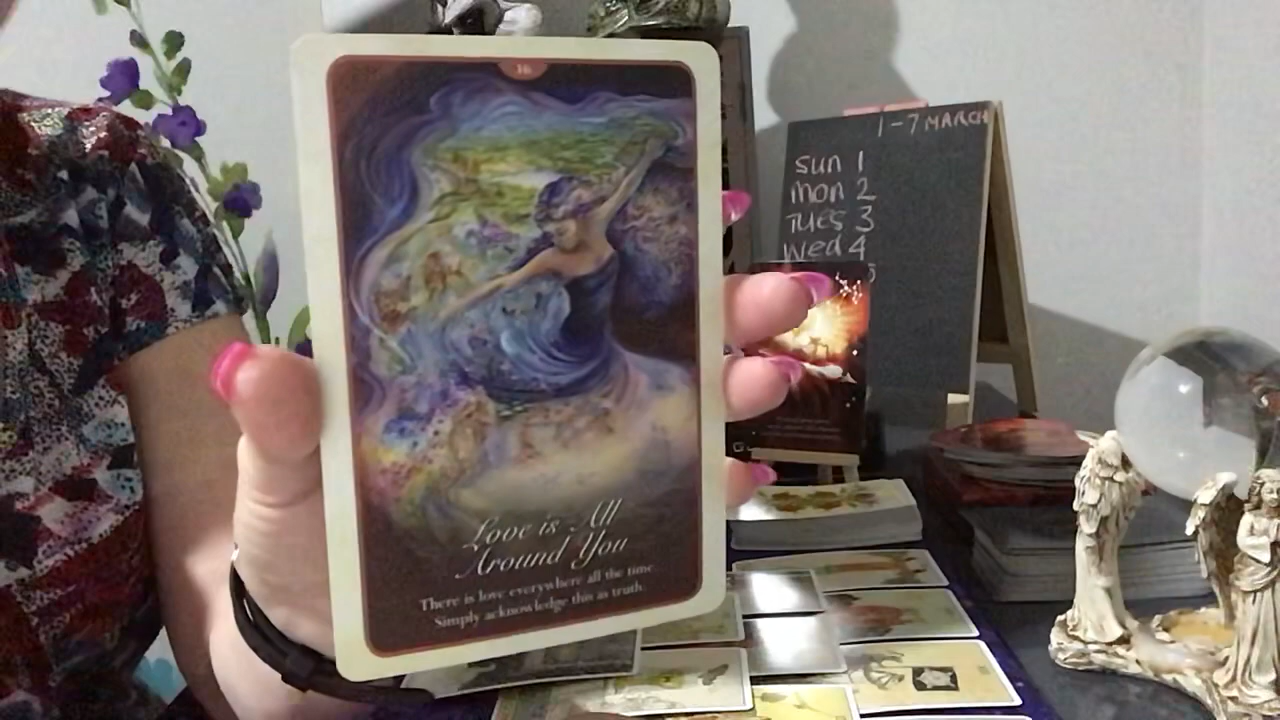 16
Love is All
Around You
There is love everywhere all the time.
Simply acknowledge this as truth.
1-7 MARCH
Sun 1
Mon 2
Tues 3
Wed 4
5